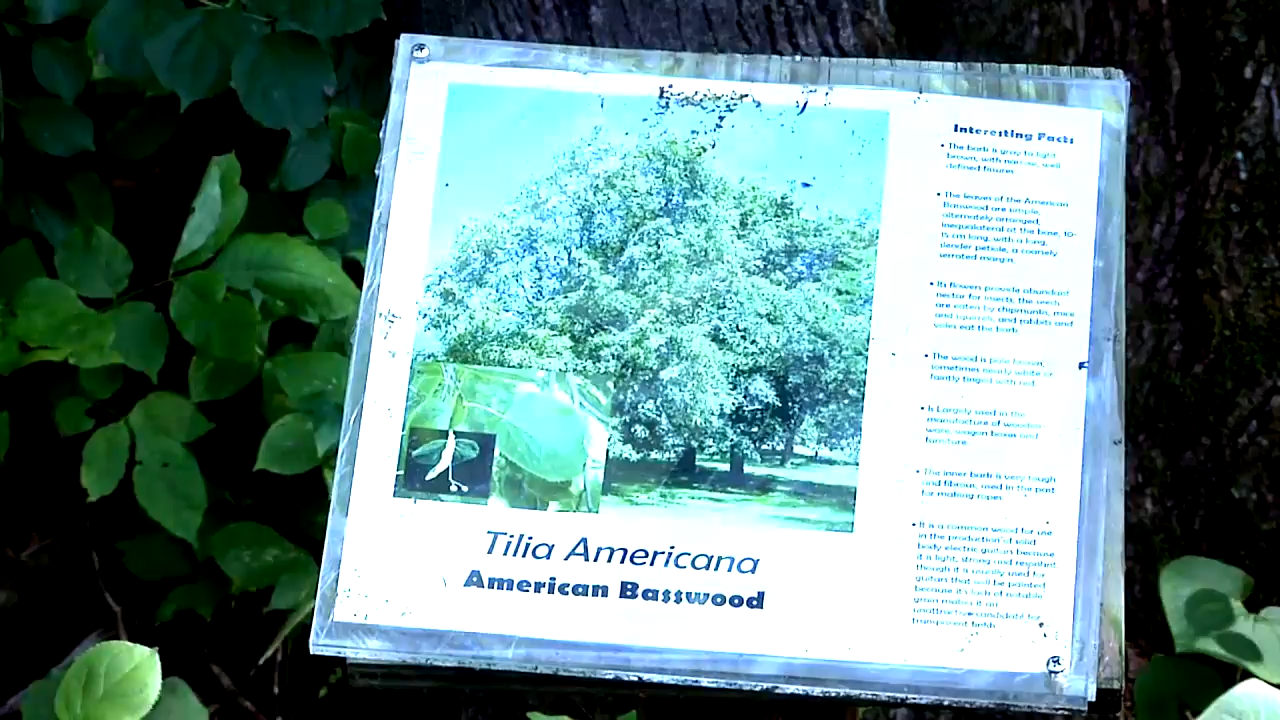 Interesting Facts
• The bark is gray to light
brown, with narrow, well
defined fissures.
• The leaves of the American
Basswood are simple,
alternately arranged,
inequalateral at the base, 10-
15 cm long, with a long,
slender petiole, a coarsely
serrated margin.
• Its flowers provide abundant
nectar for insects, the seeds
are eaten by chipmunks, mice
and squirrels, and rabbits and
voles eat the bark.
• The wood is pale brown,
sometimes nearly white or
faintly tinged with red.
• Is Largely used in the
manufacture of wooden
ware, wagon boxes and
furniture.
• The inner bark is very tough
and fibrous, used in the past
for making ropes.
• It is a common wood for use
in the production of solid
body electric guitars because
it is light, strong and resonant
though it is usually used for
guitars that will be painted
because it's lack of notable
grain makes it an
unattractive candidate for
transparent finish.
Tilia Americana
American Basswood